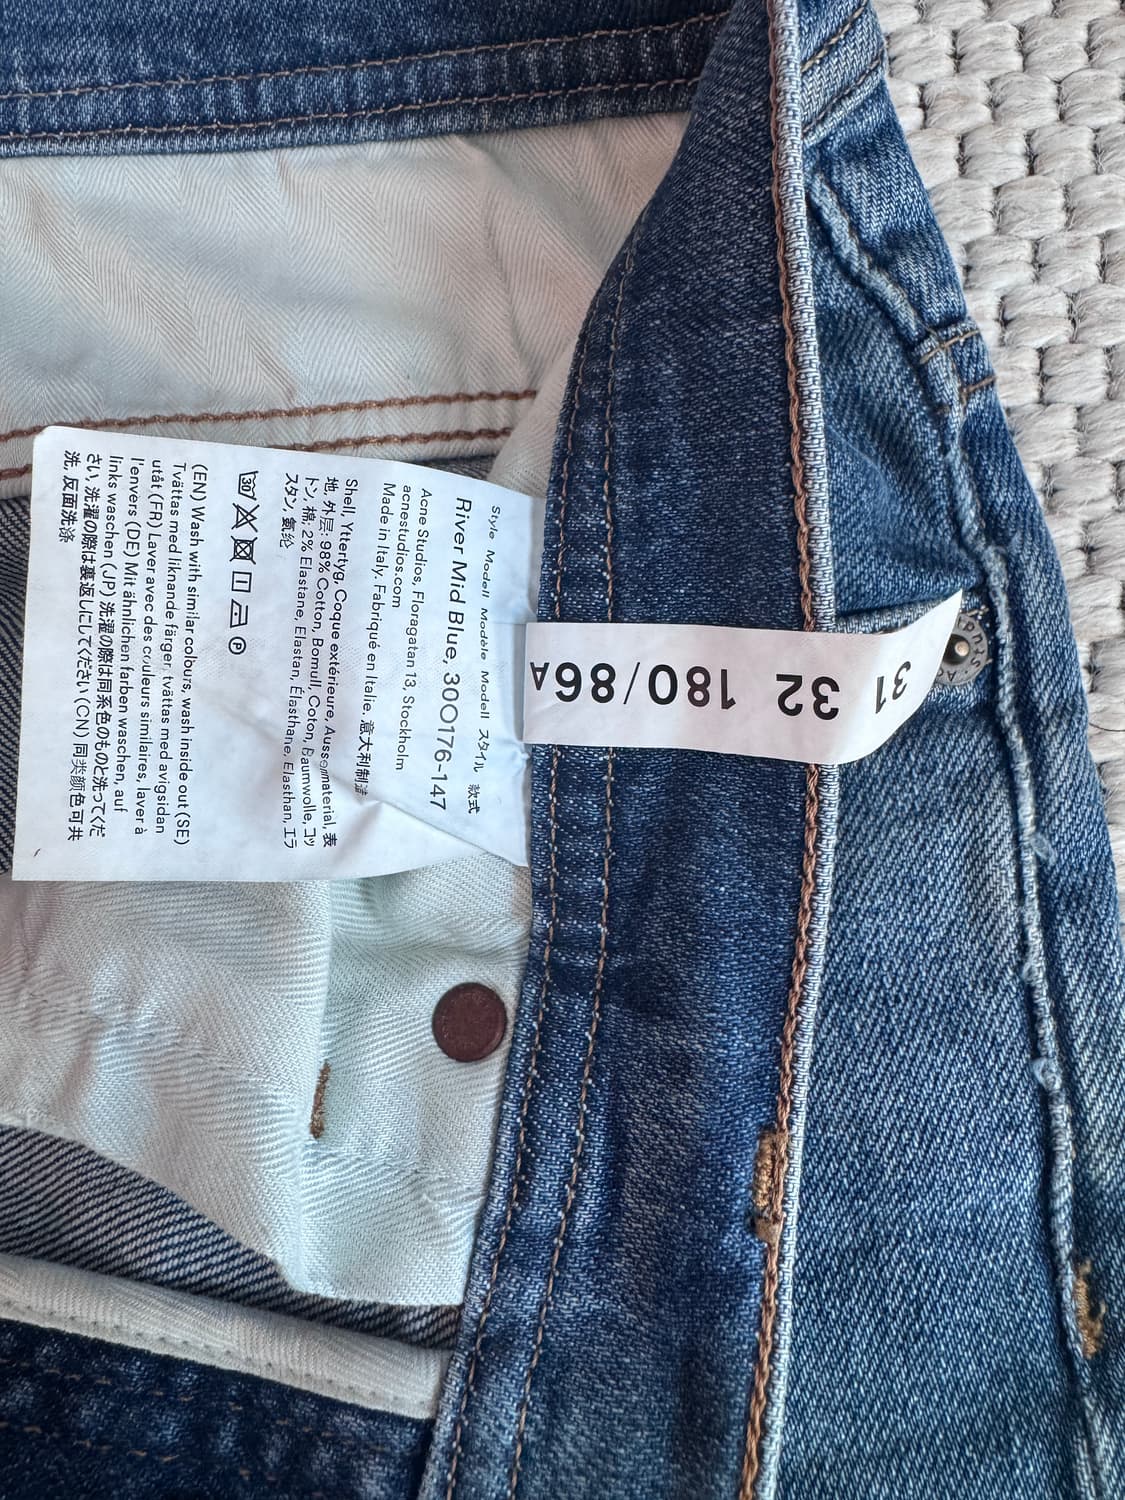 Style Modell Modèle Modell スタイル 款式
River Mid Blue, 30O176-147
Acne Studios, Floragatan 13, Stockholm
acnestudios.com
Made in Italy. Fabriqué en Italie. 意大利制造
Shell, Yttertyg, Coque extérieure, Aussenmaterial, 表
地, 外层: 98% Cotton, Bomull, Coton, Baumwolle, コッ
トン, 棉. 2% Elastane, Elastan, Élasthane, Elasthan, エラ
スタン, 氨纶
30
P
(EN) Wash with similar colours, wash inside out (SE)
Tvättas med liknande färger, tvättas med avigsidan
utåt (FR) Laver avec des couleurs similaires, laver à
l'envers (DE) Mit ähnlichen farben waschen, auf
links waschen (JP) 洗濯の際は同系色のものと洗ってくだ
さい, 洗濯の際は裏返しにしてください (CN) 同类颜色可共
洗, 反面洗涤
31
32
180/86A